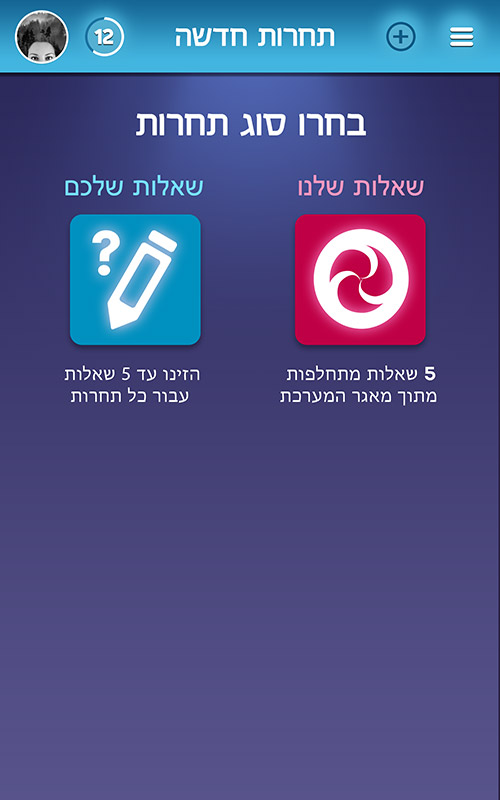 תחרות חדשה
12
בחרו סוג תחרות
שאלות שלנו
5 שאלות מתחלפות
מתוך מאגר המערכת
שאלות שלכם
?
הזינו עד 5 שאלות
עבור כל תחרות